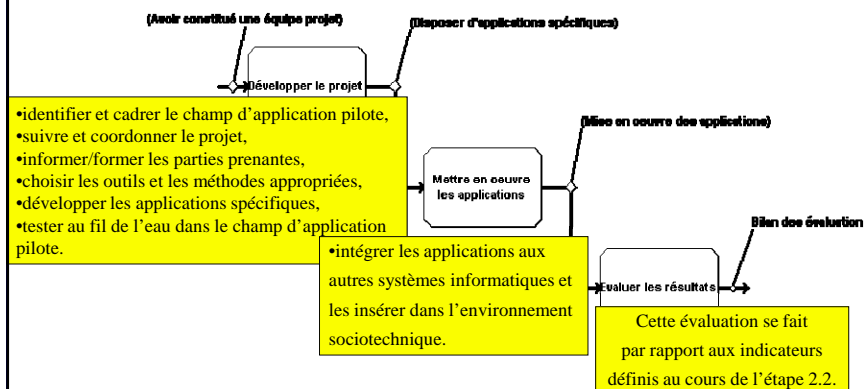 (Avoir constitué une équipe projet)
(Disposer d'applications spécifiques)
Développer le projet
•identifier et cadrer le champ d’application pilote,
•suivre et coordonner le projet,
•informer/former les parties prenantes,
•choisir les outils et les méthodes appropriées,
•développer les applications spécifiques,
•tester au fil de l’eau dans le champ d’application
pilote.
(Mise en oeuvre des applications)
Mettre en oeuvre
les applications
•intégrer les applications aux
autres systèmes informatiques et
les insérer dans l’environnement
sociotechnique.
Bilan des évaluation
Evaluer les résultats
Cette évaluation se fait
par rapport aux indicateurs
définis au cours de l’étape 2.2.